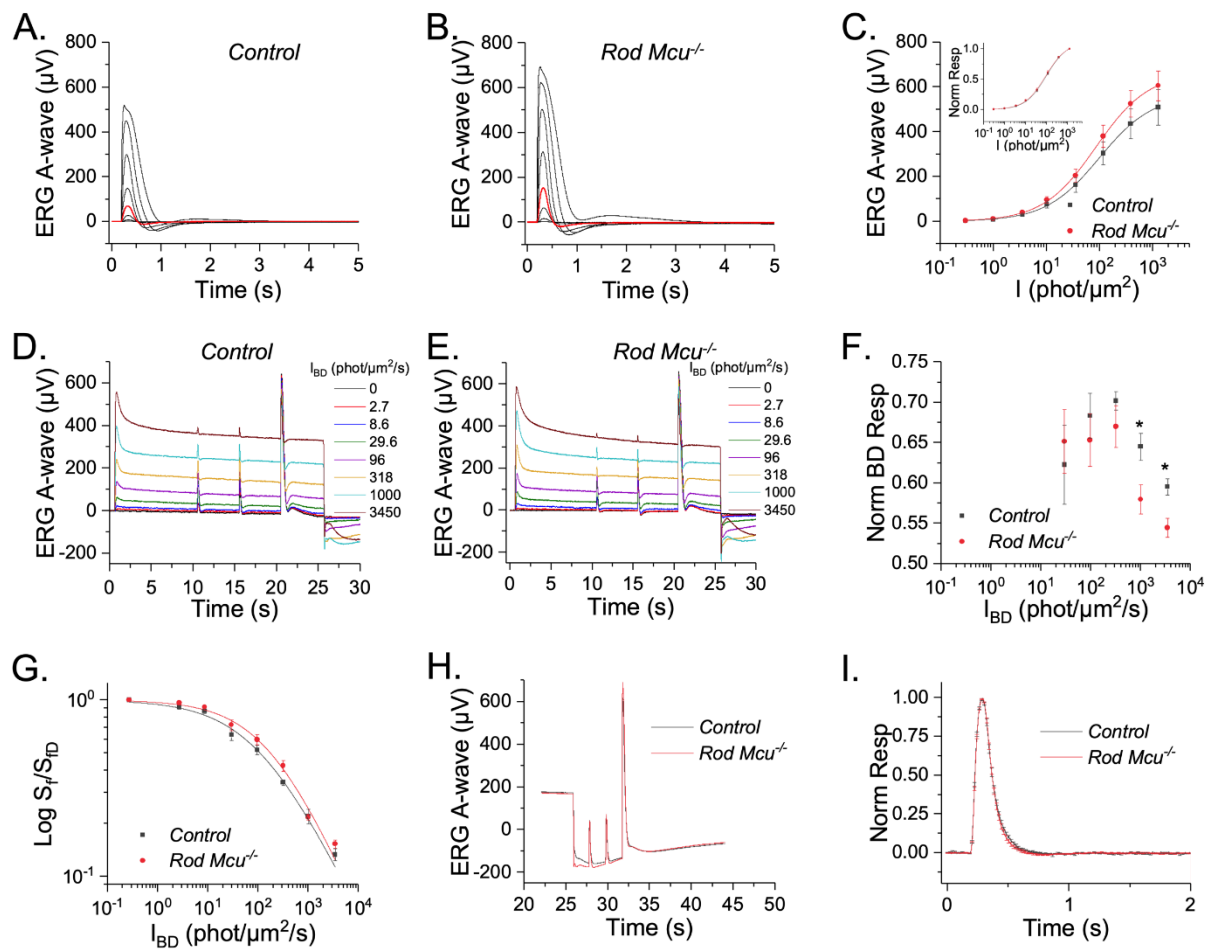 A.
Control
ERG A-wave (µV)
800
600
400
200
0
0 1 2 3 4 5
Time (s)
B.
Rod Mcu-/-
ERG A-wave (µV)
800
600
400
200
0
0 1 2 3 4 5
Time (s)
C.
ERG A-wave (µV)
800
600
400
200
0
Norm Resp
1.0
0.5
0.0
10-1 100 101 102 103
I (phot/µm2)
Control
Rod Mcu-/-
10-1 100 101 102 103
I (phot/µm2)
D.
Control
ERG A-wave (µV)
600
400
200
0
-200
IBD
(phot/µm2/s)
0
2.7
8.6
29.6
96
318
1000
3450
0 5 10 15 20 25 30
Time (s)
E.
Rod Mcu-/-
ERG A-wave (µV)
600
400
200
0
-200
IBD
(phot/µm2/s)
0
2.7
8.6
29.6
96
318
1000
3450
0 5 10 15 20 25 30
Time (s)
F.
Norm BD Resp
0.75
0.70
0.65
0.60
0.55
0.50
*
*
Control
Rod Mcu-/-
10-1 100 101 102 103 104
IBD (phot/µm2/s)
G.
Log Sf/SfD
100
10-1
Control
Rod Mcu-/-
10-1 100 101 102 103 104
IBD (phot/µm2/s)
H.
ERG A-wave (µV)
600
400
200
0
-200
Control
Rod Mcu-/-
20 25 30 35 40 45 50
Time (s)
I.
Norm Resp
1.00
0.75
0.50
0.25
0.00
Control
Rod Mcu-/-
0 1 2
Time (s)